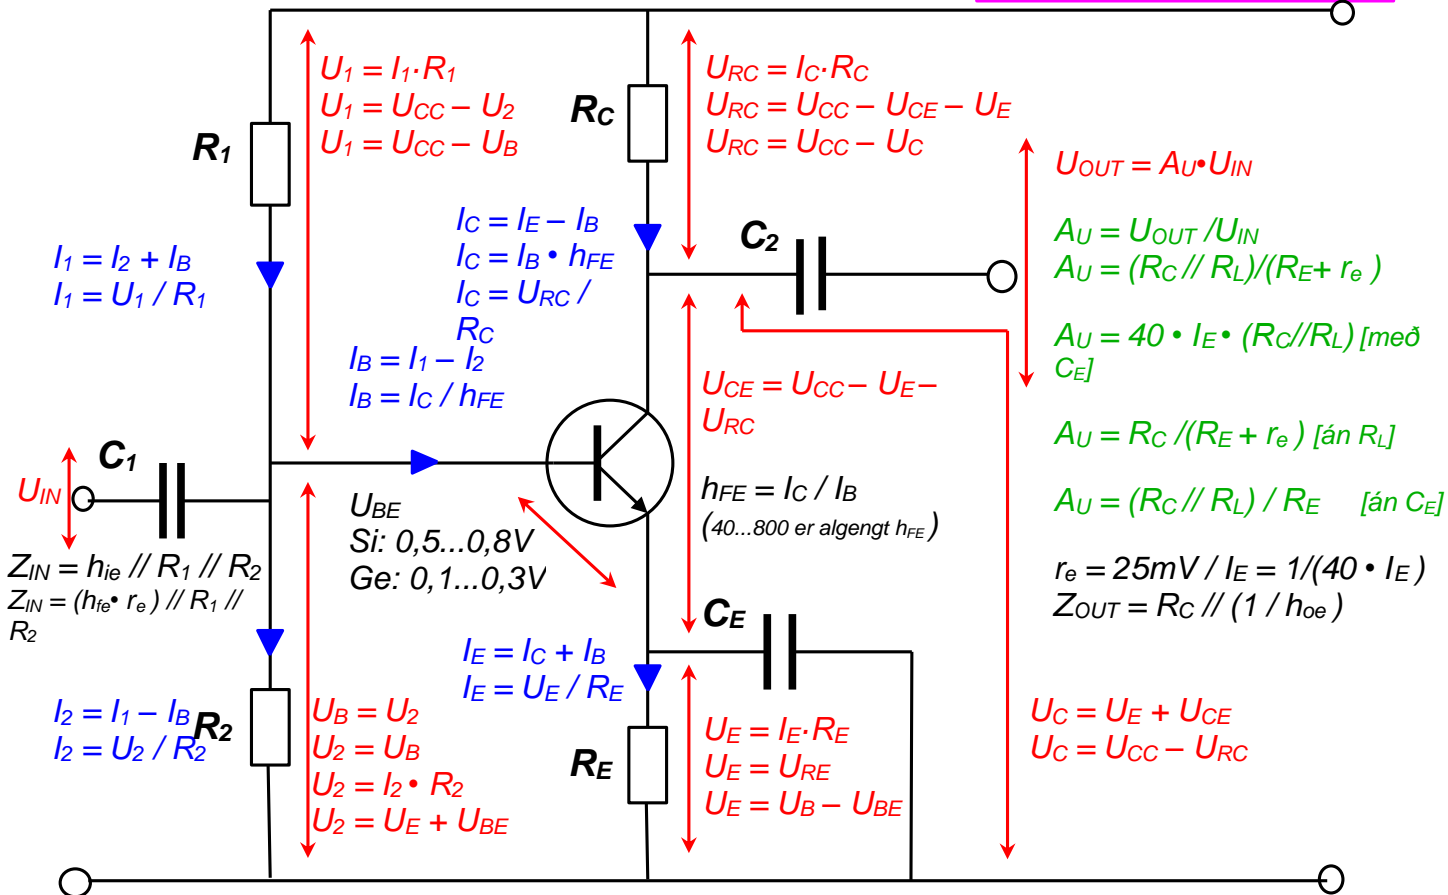 U1 = I1·R1
U1 = UCC – U2
U1 = UCC – UB
R1
RC
URC = IC·RC
URC = UCC – UCE – UE
URC = UCC – UC
UOUT = AU•UIN
AU = UOUT /UIN
AU = (RC // RL)/(RE+ re )
AU = 40 • IE • (RC//RL) [með
CE]
AU = RC /(RE + re ) [án RL]
AU = (RC // RL) / RE [án CE]
re = 25mV / IE = 1/(40 • IE )
ZOUT = RC // (1 / hoe )
I1 = I2 + IB
I1 = U1 / R1
IC = IE – IB
IC = IB • hFE
IC = URC /
RC
C2
IB = I1 – I2
IB = IC / hFE
UCE = UCC – UE –
URC
C1
UIN
UBE
Si: 0,5...0,8V
Ge: 0,1...0,3V
hFE = IC / IB
(40...800 er algengt hFE )
ZIN = hie // R1 // R2
ZIN = (hfe• re ) // R1 //
R2
CE
IE = IC + IB
IE = UE / RE
I2 = I1 – IB
I2 = U2 / R2
R2
UB = U2
U2 = UB
U2 = I2 • R2
U2 = UE + UBE
RE
UE = IE·RE
UE = URE
UE = UB – UBE
UC = UE + UCE
UC = UCC – URC